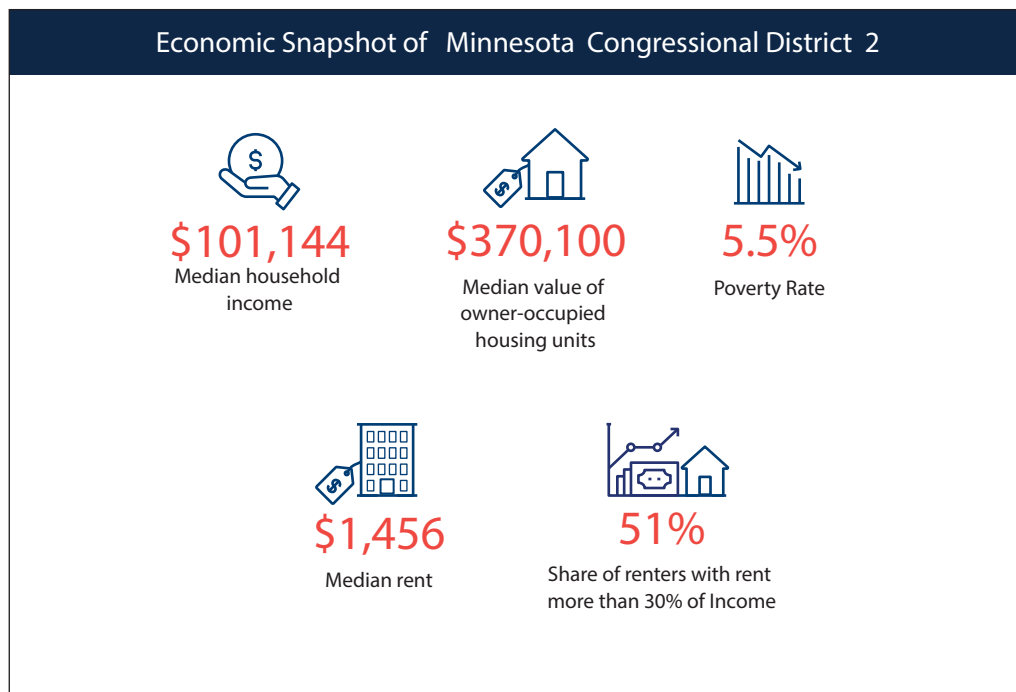 Economic Snapshot of Minnesota Congressional District 2
$
$
$101,144
Median household
income
$370,100
Median value of
owner-occupied
housing units
5.5%
Poverty Rate
$
$1,456
Median rent
51%
Share of renters with rent
more than 30% of Income